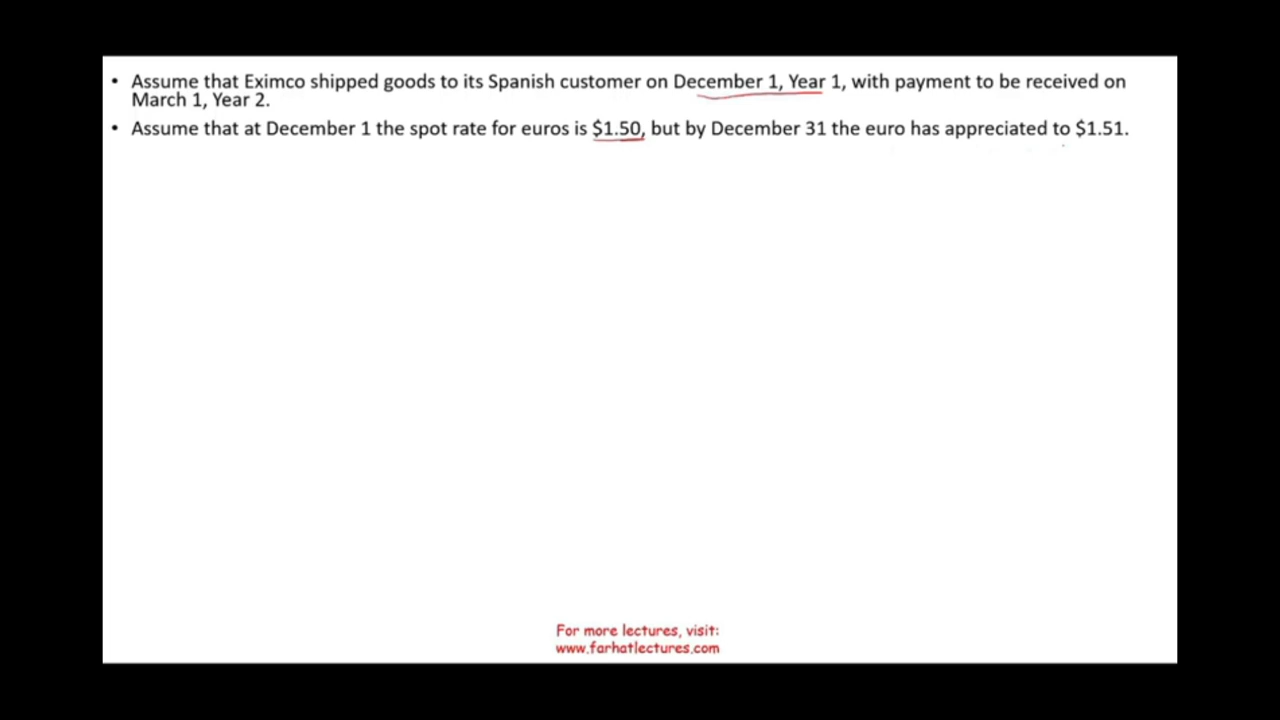 • Assume that Eximco shipped goods to its Spanish customer on December 1, Year 1, with payment to be received on
March 1, Year 2.
• Assume that at December 1 the spot rate for euros is $1.50, but by December 31 the euro has appreciated to $1.51.
For more lectures, visit:
www.farhatlectures.com